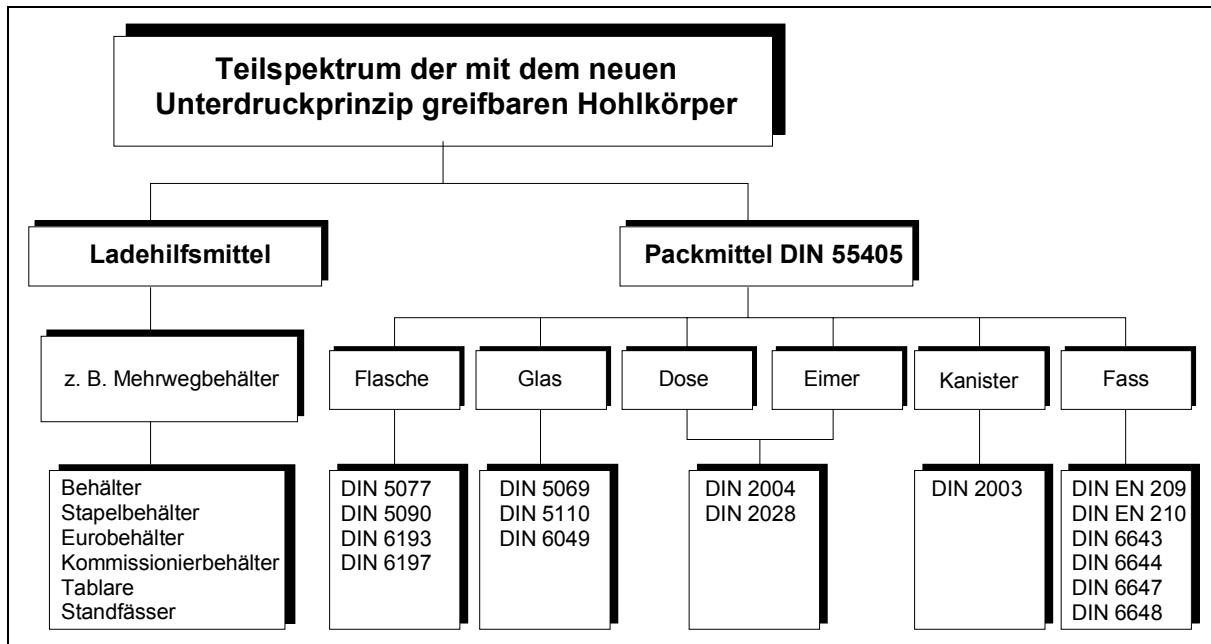 Teilspektrum der mit dem neuen
Unterdruckprinzip greifbaren Hohlkörper
Ladehilfsmittel
Packmittel DIN 55405
z. B. Mehrwegbehälter
Flasche
Glas
Dose
Eimer
Kanister
Fass
Behälter
Stapelbehälter
Eurobehälter
Kommissionierbehälter
Tablare
Standfässer
DIN 5077
DIN 5090
DIN 6193
DIN 6197
DIN 5069
DIN 5110
DIN 6049
DIN 2004
DIN 2028
DIN 2003
DIN EN 209
DIN EN 210
DIN 6643
DIN 6644
DIN 6647
DIN 6648